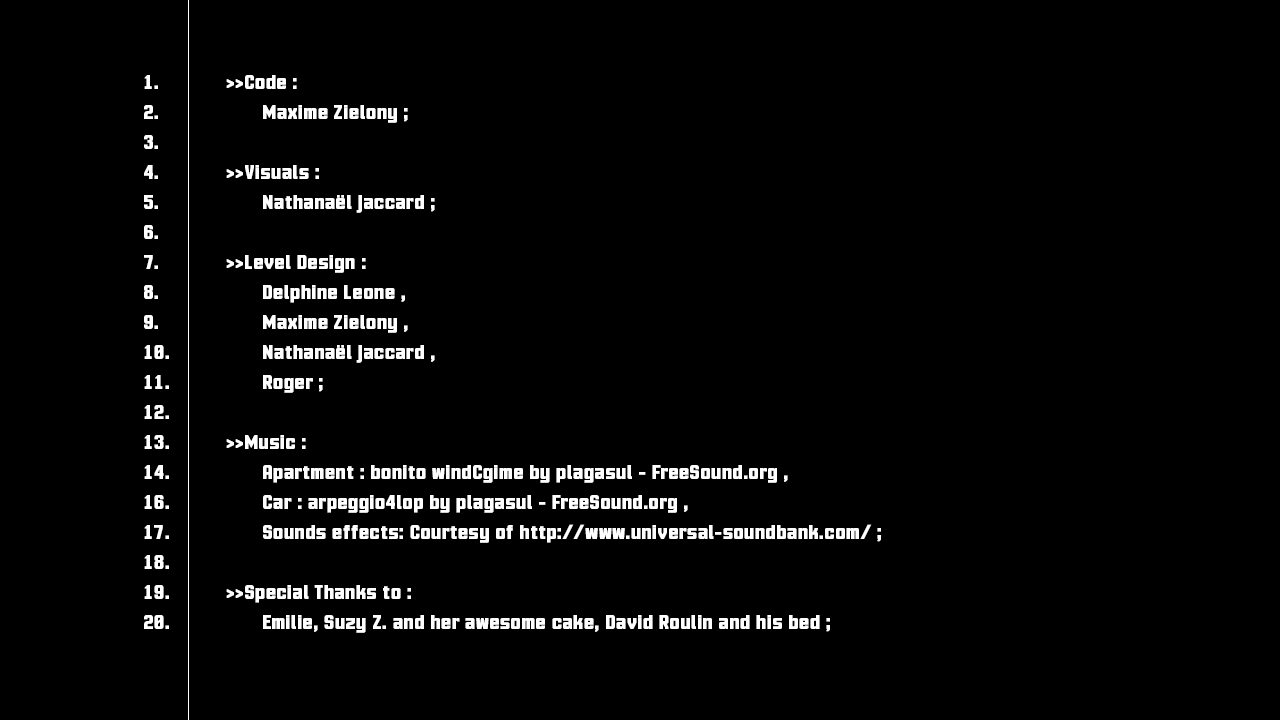 1. >>Code :
2. Maxime Zielony ;
3.
4. >>Visuals :
5. Nathanaël Jaccard ;
6.
7. >>Level Design :
8. Delphine Leone ,
9. Maxime Zielony ,
10. Nathanaël Jaccard ,
11. Roger ;
12.
13. >>Music :
14. Apartment : bonito windCgime by plagasul - FreeSound.org ,
16. Car : arpeggio4lop by plagasul - FreeSound.org ,
17. Sounds effects: Courtesy of http://www.universal-soundbank.com/ ;
18.
19. >>Special Thanks to :
20. Emilie, Suzy Z. and her awesome cake, David Roulin and his bed ;